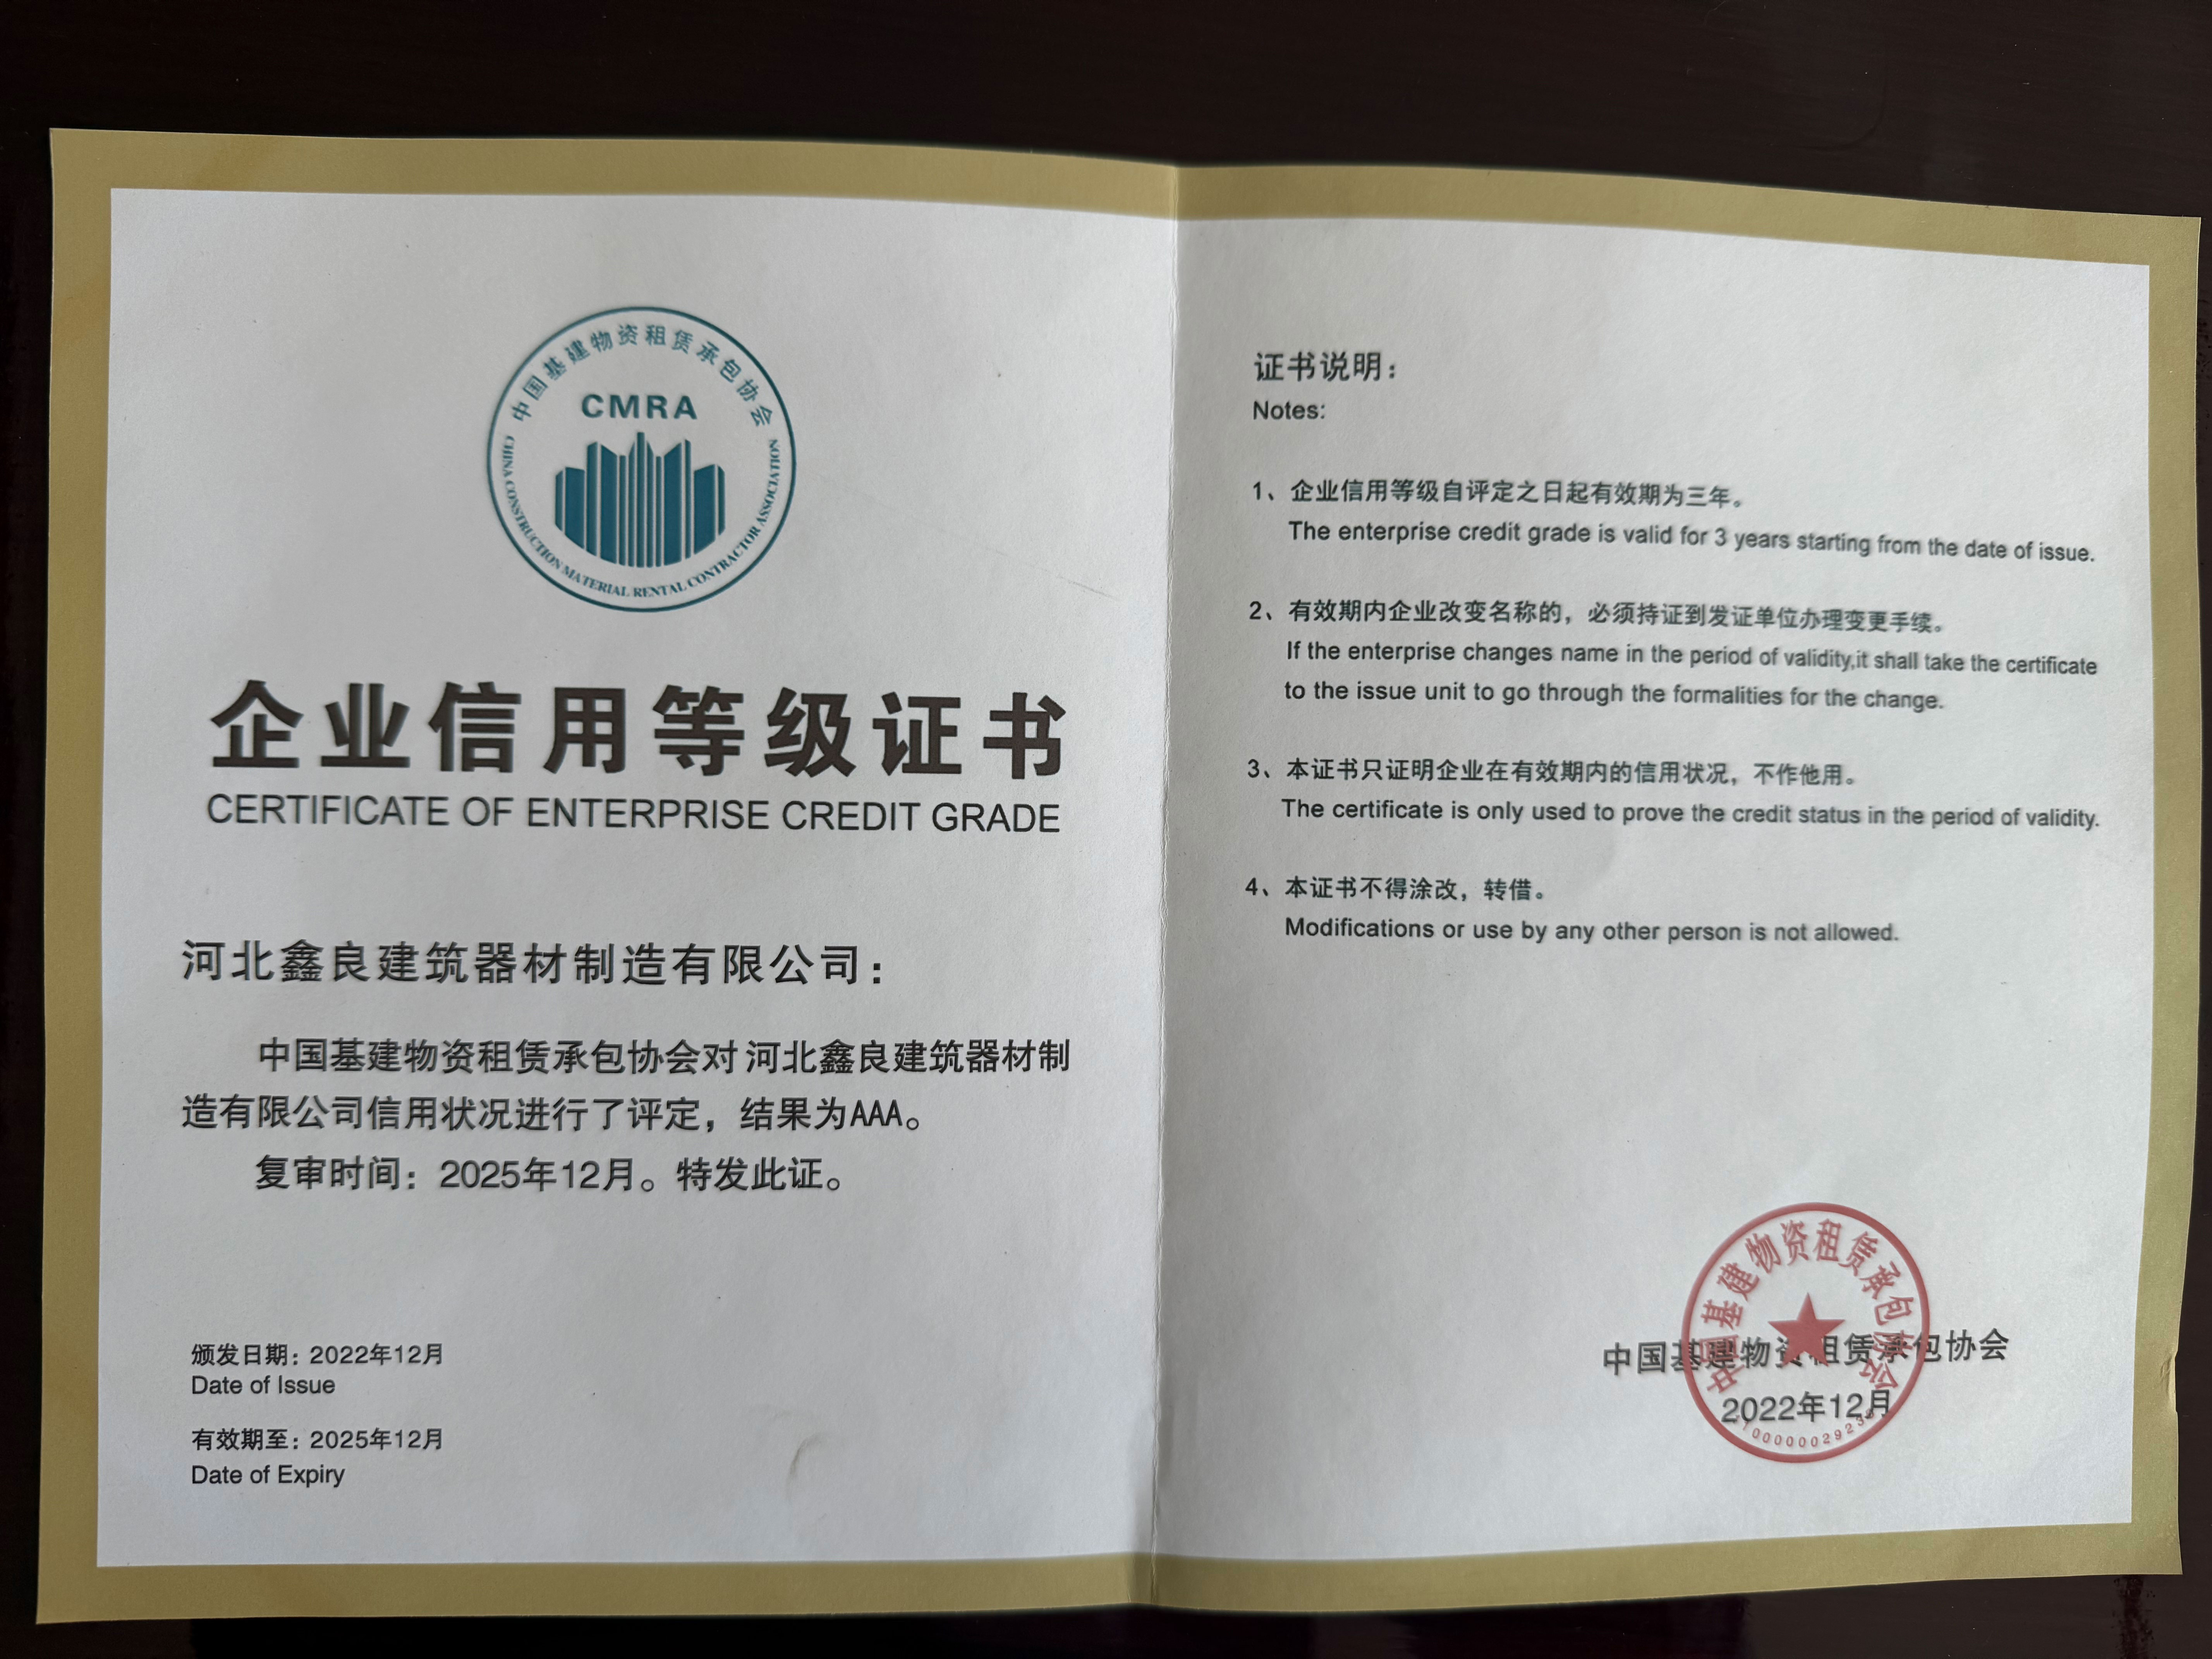 中国基建物资租赁承包协会
CMRA
CHINA CONSTRUCTION MATERIAL RENTAL CONTRACTOR ASSOCIATION
企业信用等级证书
CERTIFICATE OF ENTERPRISE CREDIT GRADE
河北鑫良建筑器材制造有限公司：
中国基建物资租赁承包协会对河北鑫良建筑器材制
造有限公司信用状况进行了评定，结果为AAA。
复审时间：2025年12月。特发此证。
颁发日期：2022年12月
Date of Issue
有效期至：2025年12月
Date of Expiry
证书说明：
Notes:
1、企业信用等级自评定之日起有效期为三年。
The enterprise credit grade is valid for 3 years starting from the date of issue.
2、有效期内企业改变名称的，必须持证到发证单位办理变更手续。
If the enterprise changes name in the period of validity,it shall take the certificate
to the issue unit to go through the formalities for the change.
3、本证书只证明企业在有效期内的信用状况，不作他用。
The certificate is only used to prove the credit status in the period of validity.
4、本证书不得涂改，转借。
Modifications or use by any other person is not allowed.
中国基建物资租赁承包协会
中国基建物资租赁承包协会
2022年12月